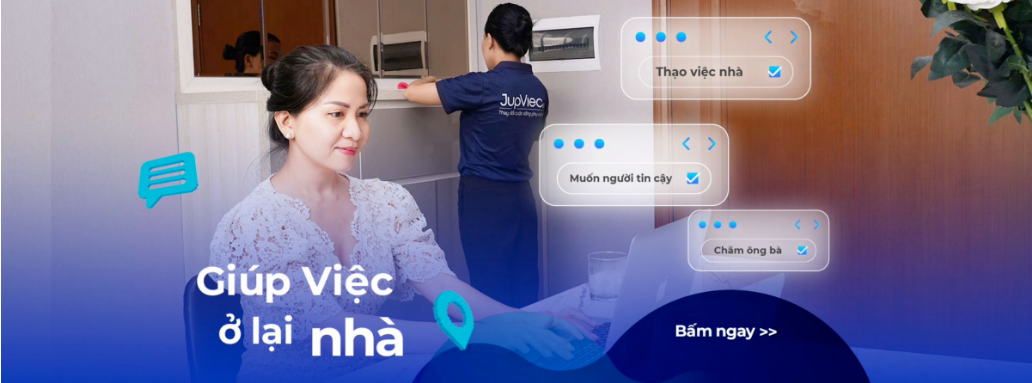 JupViec
Thạo việc nhà
Muốn người tin cậy
Chăm ông bà
Giúp Việc
ở lại nhà
Bấm ngay >>